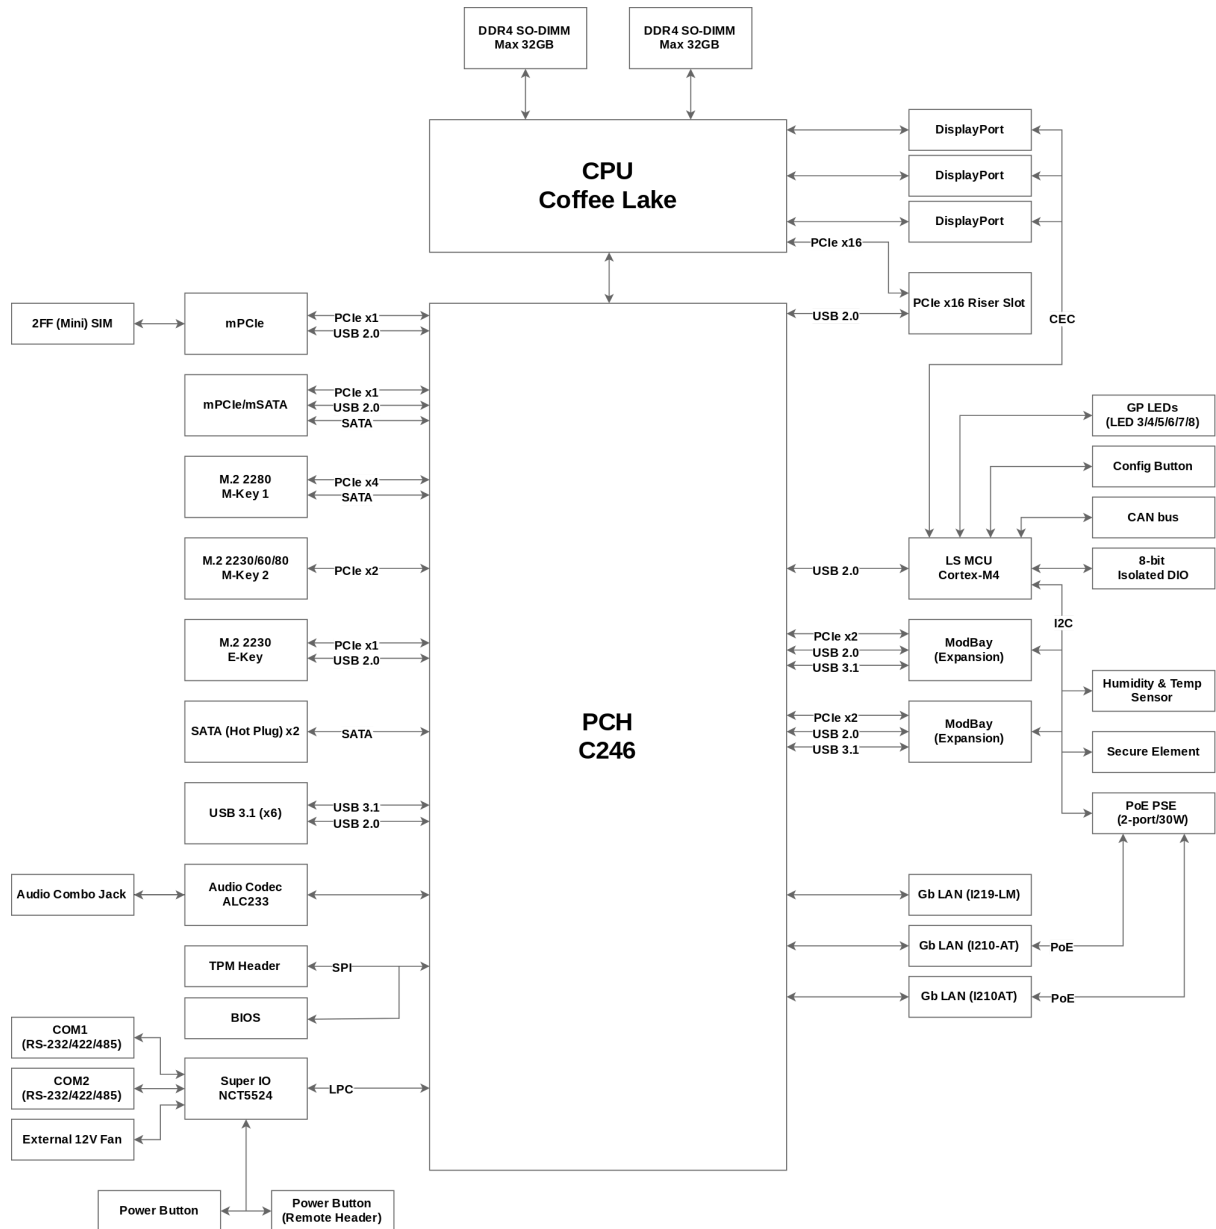 DDR4 SO-DIMM
Max 32GB
DDR4 SO-DIMM
Max 32GB
CPU
Coffee Lake
DisplayPort
DisplayPort
DisplayPort
PCIe x16
PCIe x16 Riser Slot
USB 2.0
CEC
2FF (Mini) SIM
mPCIe
PCIe x1
USB 2.0
mPCIe/mSATA
PCIe x1
USB 2.0
SATA
M.2 2280
M-Key 1
PCIe x4
SATA
M.2 2230/60/80
M-Key 2
PCIe x2
M.2 2230
E-Key
PCIe x1
USB 2.0
SATA (Hot Plug) x2
SATA
USB 3.1 (x6)
USB 3.1
USB 2.0
Audio Combo Jack
Audio Codec
ALC233
TPM Header
SPI
BIOS
COM1
(RS-232/422/485)
COM2
(RS-232/422/485)
External 12V Fan
Super IO
NCT5524
LPC
Power Button
Power Button
(Remote Header)
PCH
C246
GP LEDs
(LED 3/4/5/6/7/8)
Config Button
CAN bus
8-bit
Isolated DIO
USB 2.0
LS MCU
Cortex-M4
I2C
PCIe x2
USB 2.0
USB 3.1
ModBay
(Expansion)
PCIe x2
USB 2.0
USB 3.1
ModBay
(Expansion)
Humidity & Temp
Sensor
Secure Element
PoE PSE
(2-port/30W)
Gb LAN (I219-LM)
Gb LAN (I210-AT)
PoE
Gb LAN (I210AT)
PoE